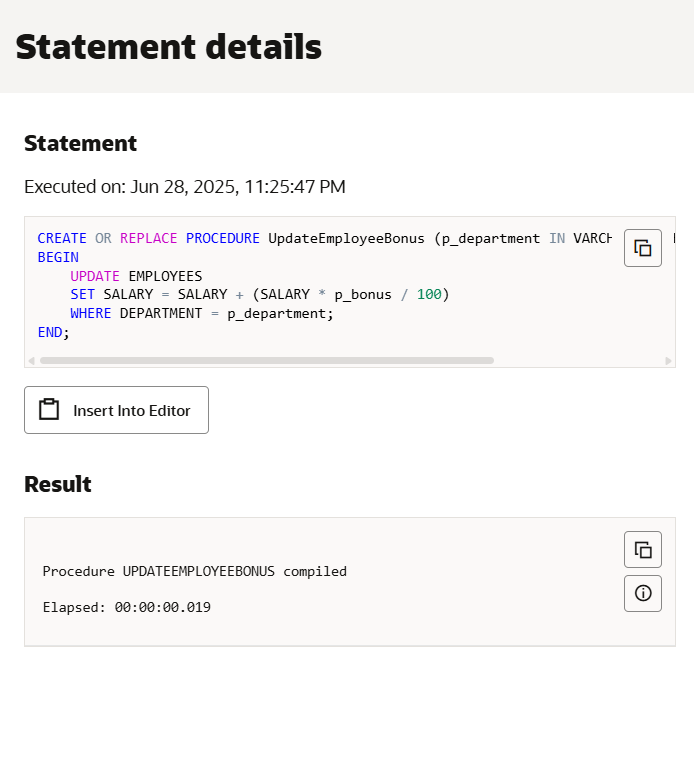 Statement details
Statement
Executed on: Jun 28, 2025, 11:25:47 PM
CREATE OR REPLACE PROCEDURE UpdateEmployeeBonus (p_department IN VARCH
BEGIN
    UPDATE EMPLOYEES
    SET SALARY = SALARY + (SALARY * p_bonus / 100)
    WHERE DEPARTMENT = p_department;
END;
Insert Into Editor
Result
Procedure UPDATEEMPLOYEEBONUS compiled
Elapsed: 00:00:00.019